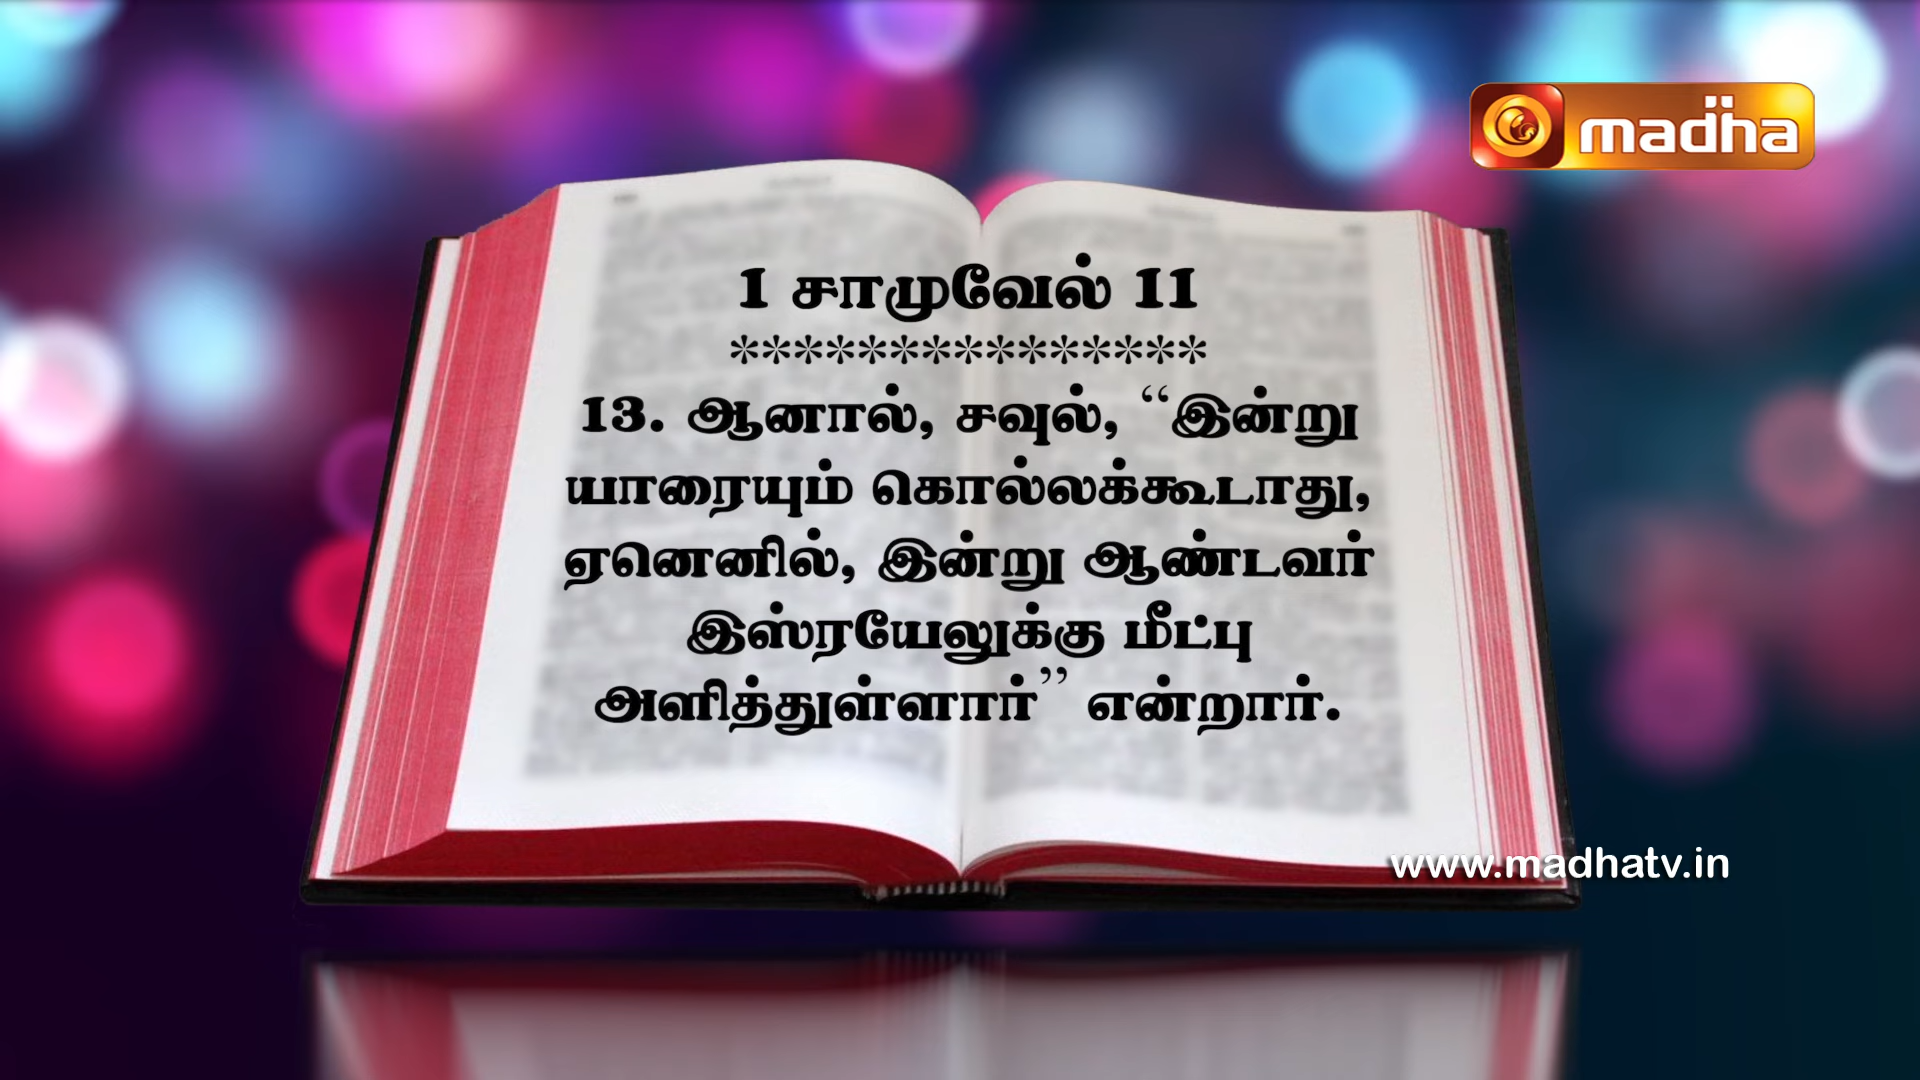 madha
1 சாமுவேல் 11
***************
13. ஆனால், சவுல், “இன்று
யாரையும் கொல்லக்கூடாது,
ஏனெனில், இன்று ஆண்டவர்
இஸ்ரயேலுக்கு மீட்பு
அளித்துள்ளார்” என்றார்.
www.madhatv.in